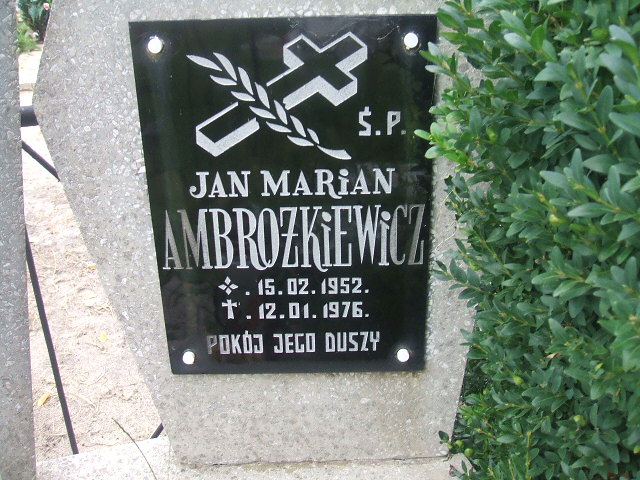 Ś.P.
JAN MARiAN
AMBROŻKiEWiCZ
. 15.02.1952.
. 12.01.1976.
POKÓJ JEGO DUSZY